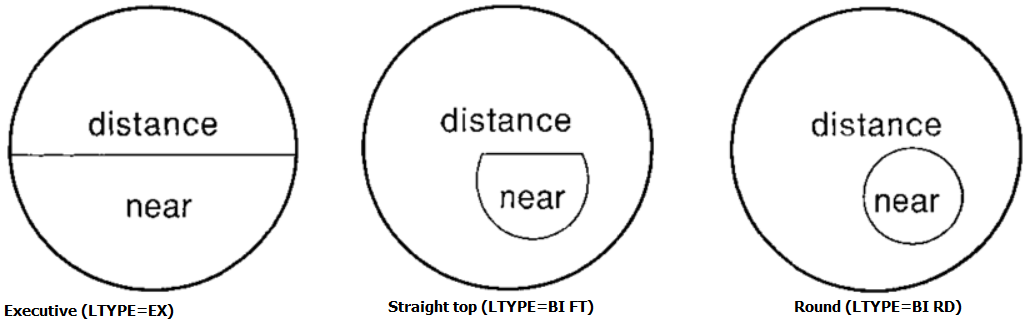 distance
near
Executive (LTYPE=EX)
distance
near
Straight top (LTYPE=BI FT)
distance
near
Round (LTYPE=BI RD)